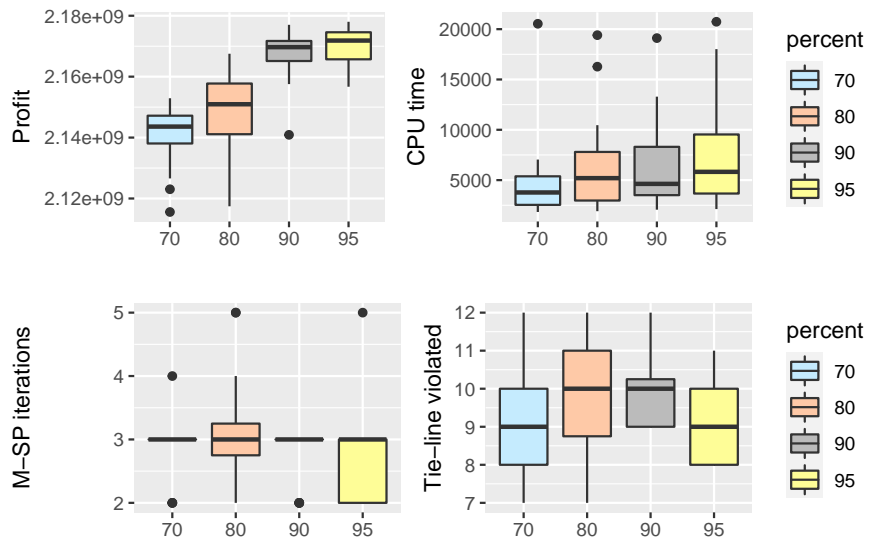 Profit
2.18e+09
2.16e+09
2.14e+09
2.12e+09
70 80 90 95
CPU time
20000
15000
10000
5000
70 80 90 95
percent
70
80
90
95
M−SP iterations
5
4
3
2
70 80 90 95
Tie−line violated
12
11
10
9
8
7
70 80 90 95
percent
70
80
90
95